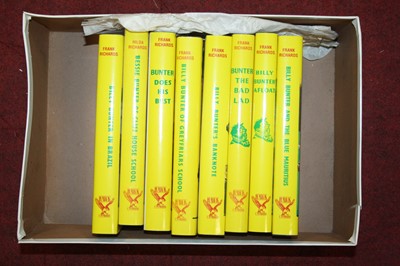 FRANK
RICHARDS
BILLY BUNTER IN BRAZIL
HILDA
RICHARDS
BESSIE BUNTER OF CLIFF HOUSE SCHOOL
FRANK
RICHARDS
BUNTER
DOES
HIS
BEST
FRANK
RICHARDS
BILLY BUNTER OF GREYFRIARS SCHOOL
FRANK
RICHARDS
BILLY BUNTER'S BANKNOTE
FRANK
RICHARDS
BUNTER
THE
BAD
LAD
FRANK
RICHARDS
BILLY
BUNTER
AFLOAT
FRANK
RICHARDS
BILLY BUNTER AND THE BLUE MAURITIUS